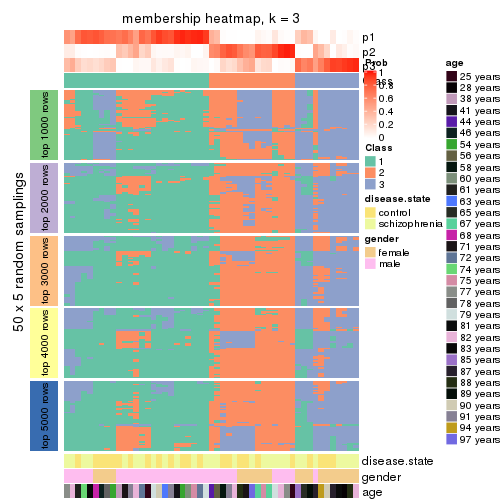 membership heatmap, k = 3
p1
p2
p3
Class
Prob
1
0.8
0.6
0.4
0.2
0
Class
1
2
3
disease.state
control
schizophrenia
gender
female
male
age
25 years
28 years
38 years
41 years
44 years
46 years
54 years
56 years
58 years
60 years
61 years
63 years
65 years
67 years
68 years
71 years
72 years
74 years
75 years
77 years
78 years
79 years
81 years
82 years
83 years
85 years
87 years
88 years
89 years
90 years
91 years
94 years
97 years
50 x 5 random samplings
top 1000 rows
top 2000 rows
top 3000 rows
top 4000 rows
top 5000 rows
disease.state
gender
age